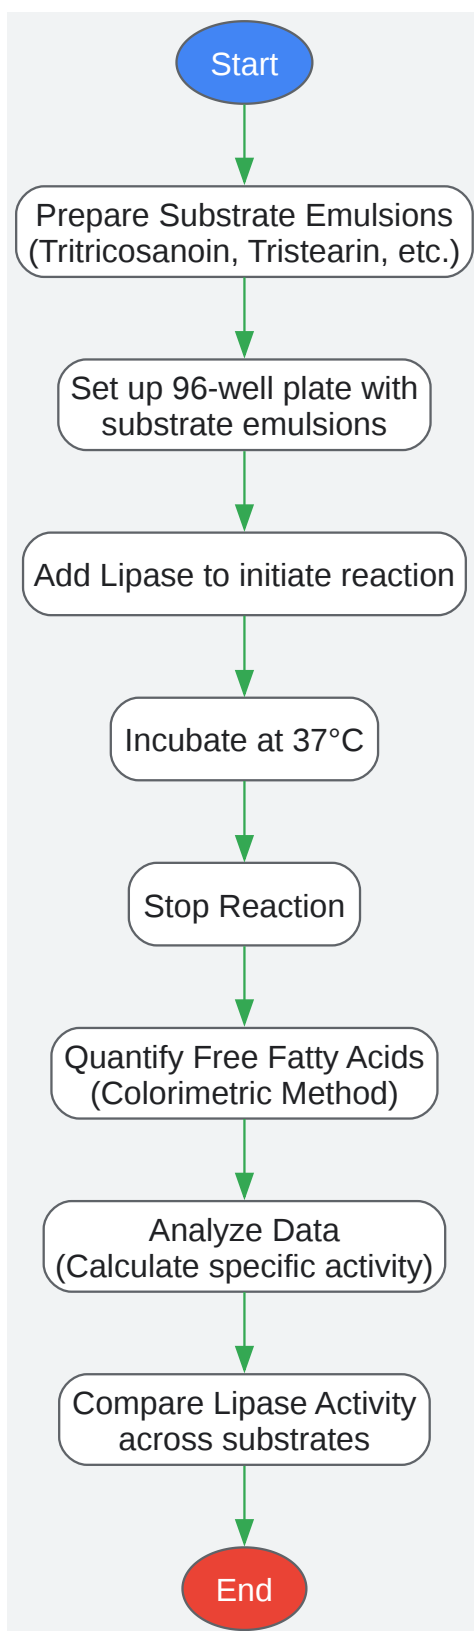 Start
Prepare Substrate Emulsions
(Tritricosanoin, Tristearin, etc.)
Set up 96-well plate with
substrate emulsions
Add Lipase to initiate reaction
Incubate at 37°C
Stop Reaction
Quantify Free Fatty Acids
(Colorimetric Method)
Analyze Data
(Calculate specific activity)
Compare Lipase Activity
across substrates
End